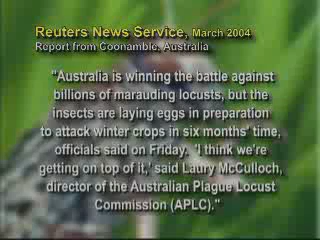 Reuters News Service, March 2004
Report from Coonamble, Australia
"Australia is winning the battle against
billions of marauding locusts, but the
insects are laying eggs in preparation
to attack winter crops in six months' time,
officials said on Friday. 'I think we're
getting on top of it,' said Laury McCulloch,
director of the Australian Plague Locust
Commission (APLC)."